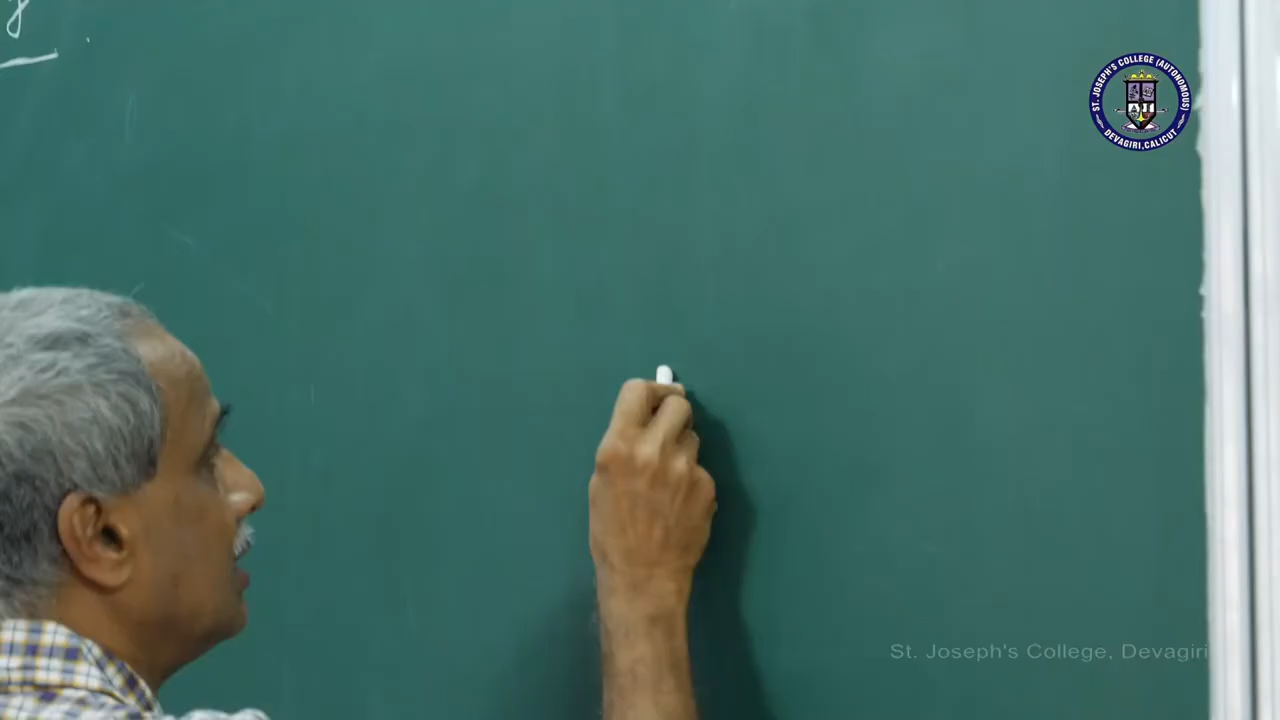 y
ST. JOSEPH'S COLLEGE (AUTONOMOUS)
DEVAGIRI, CALICUT
St. Joseph's College, Devagiri